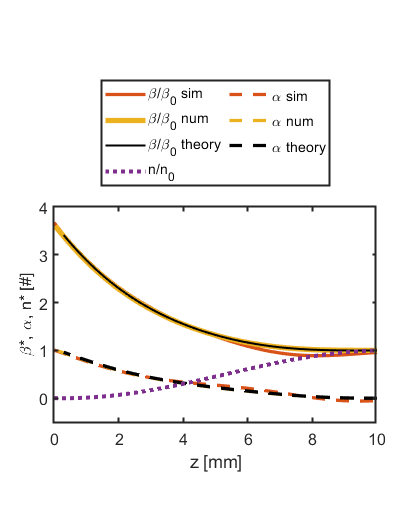 β/β0 sim
α sim
β/β0 num
α num
β/β0 theory
α theory
n/n0
4
3
2
1
0
β*, α, n* [#]
0 2 4 6 8 10
z [mm]